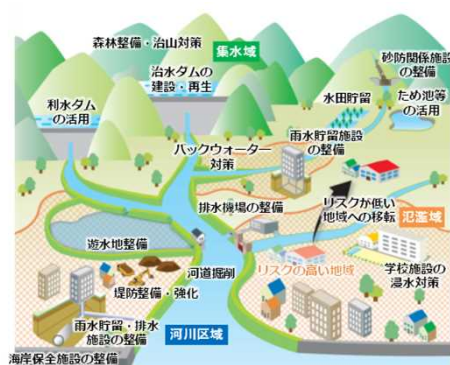 森林整備・治山対策
集水域
砂防関係施設
の整備
治水ダムの
建設・再生
利水ダム
の活用
水田貯留
ため池等
の活用
バックウォーター
対策
雨水貯留施設
の整備
排水機場の整備
リスクが低い
地域への移転
氾濫域
遊水地整備
河道掘削
リスクの高い地域
学校施設の
浸水対策
堤防整備・強化
雨水貯留・排水
施設の整備
河川区域
海岸保全施設の整備